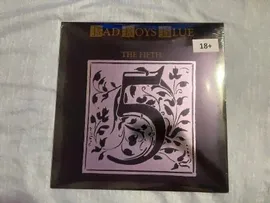 BAD BOYS BLUE
18+
THE FIFTH
5